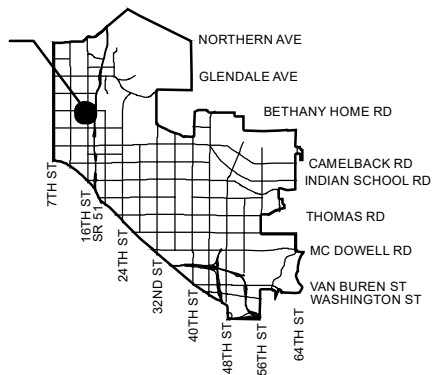 NORTHERN AVE
GLENDALE AVE
BETHANY HOME RD
CAMELBACK RD
INDIAN SCHOOL RD
THOMAS RD
MC DOWELL RD
VAN BUREN ST
WASHINGTON ST
7TH ST
16TH ST
SR 51
24TH ST
32ND ST
40TH ST
48TH ST
56TH ST
64TH ST